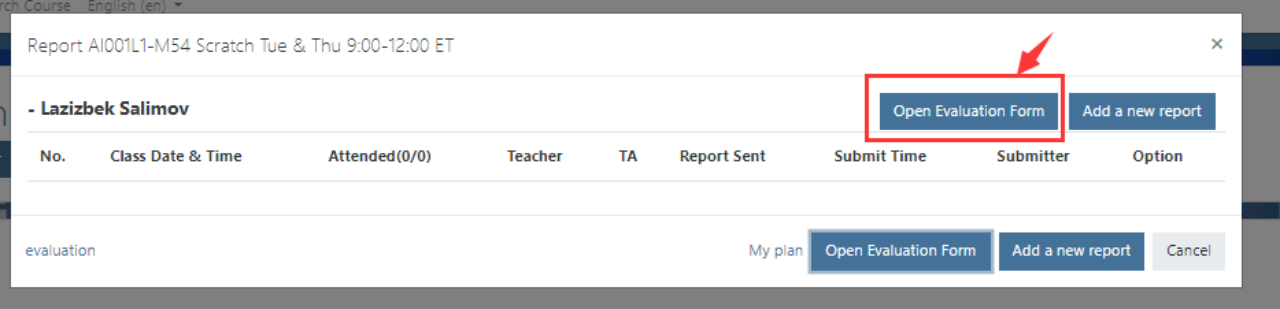 rch Course English (en)
Report AI001L1-M54 Scratch Tue & Thu 9:00-12:00 ET ×
- Lazizbek Salimov Open Evaluation Form Add a new report
No. Class Date & Time Attended(0/0) Teacher TA Report Sent Submit Time Submitter Option
evaluation My plan Open Evaluation Form Add a new report Cancel